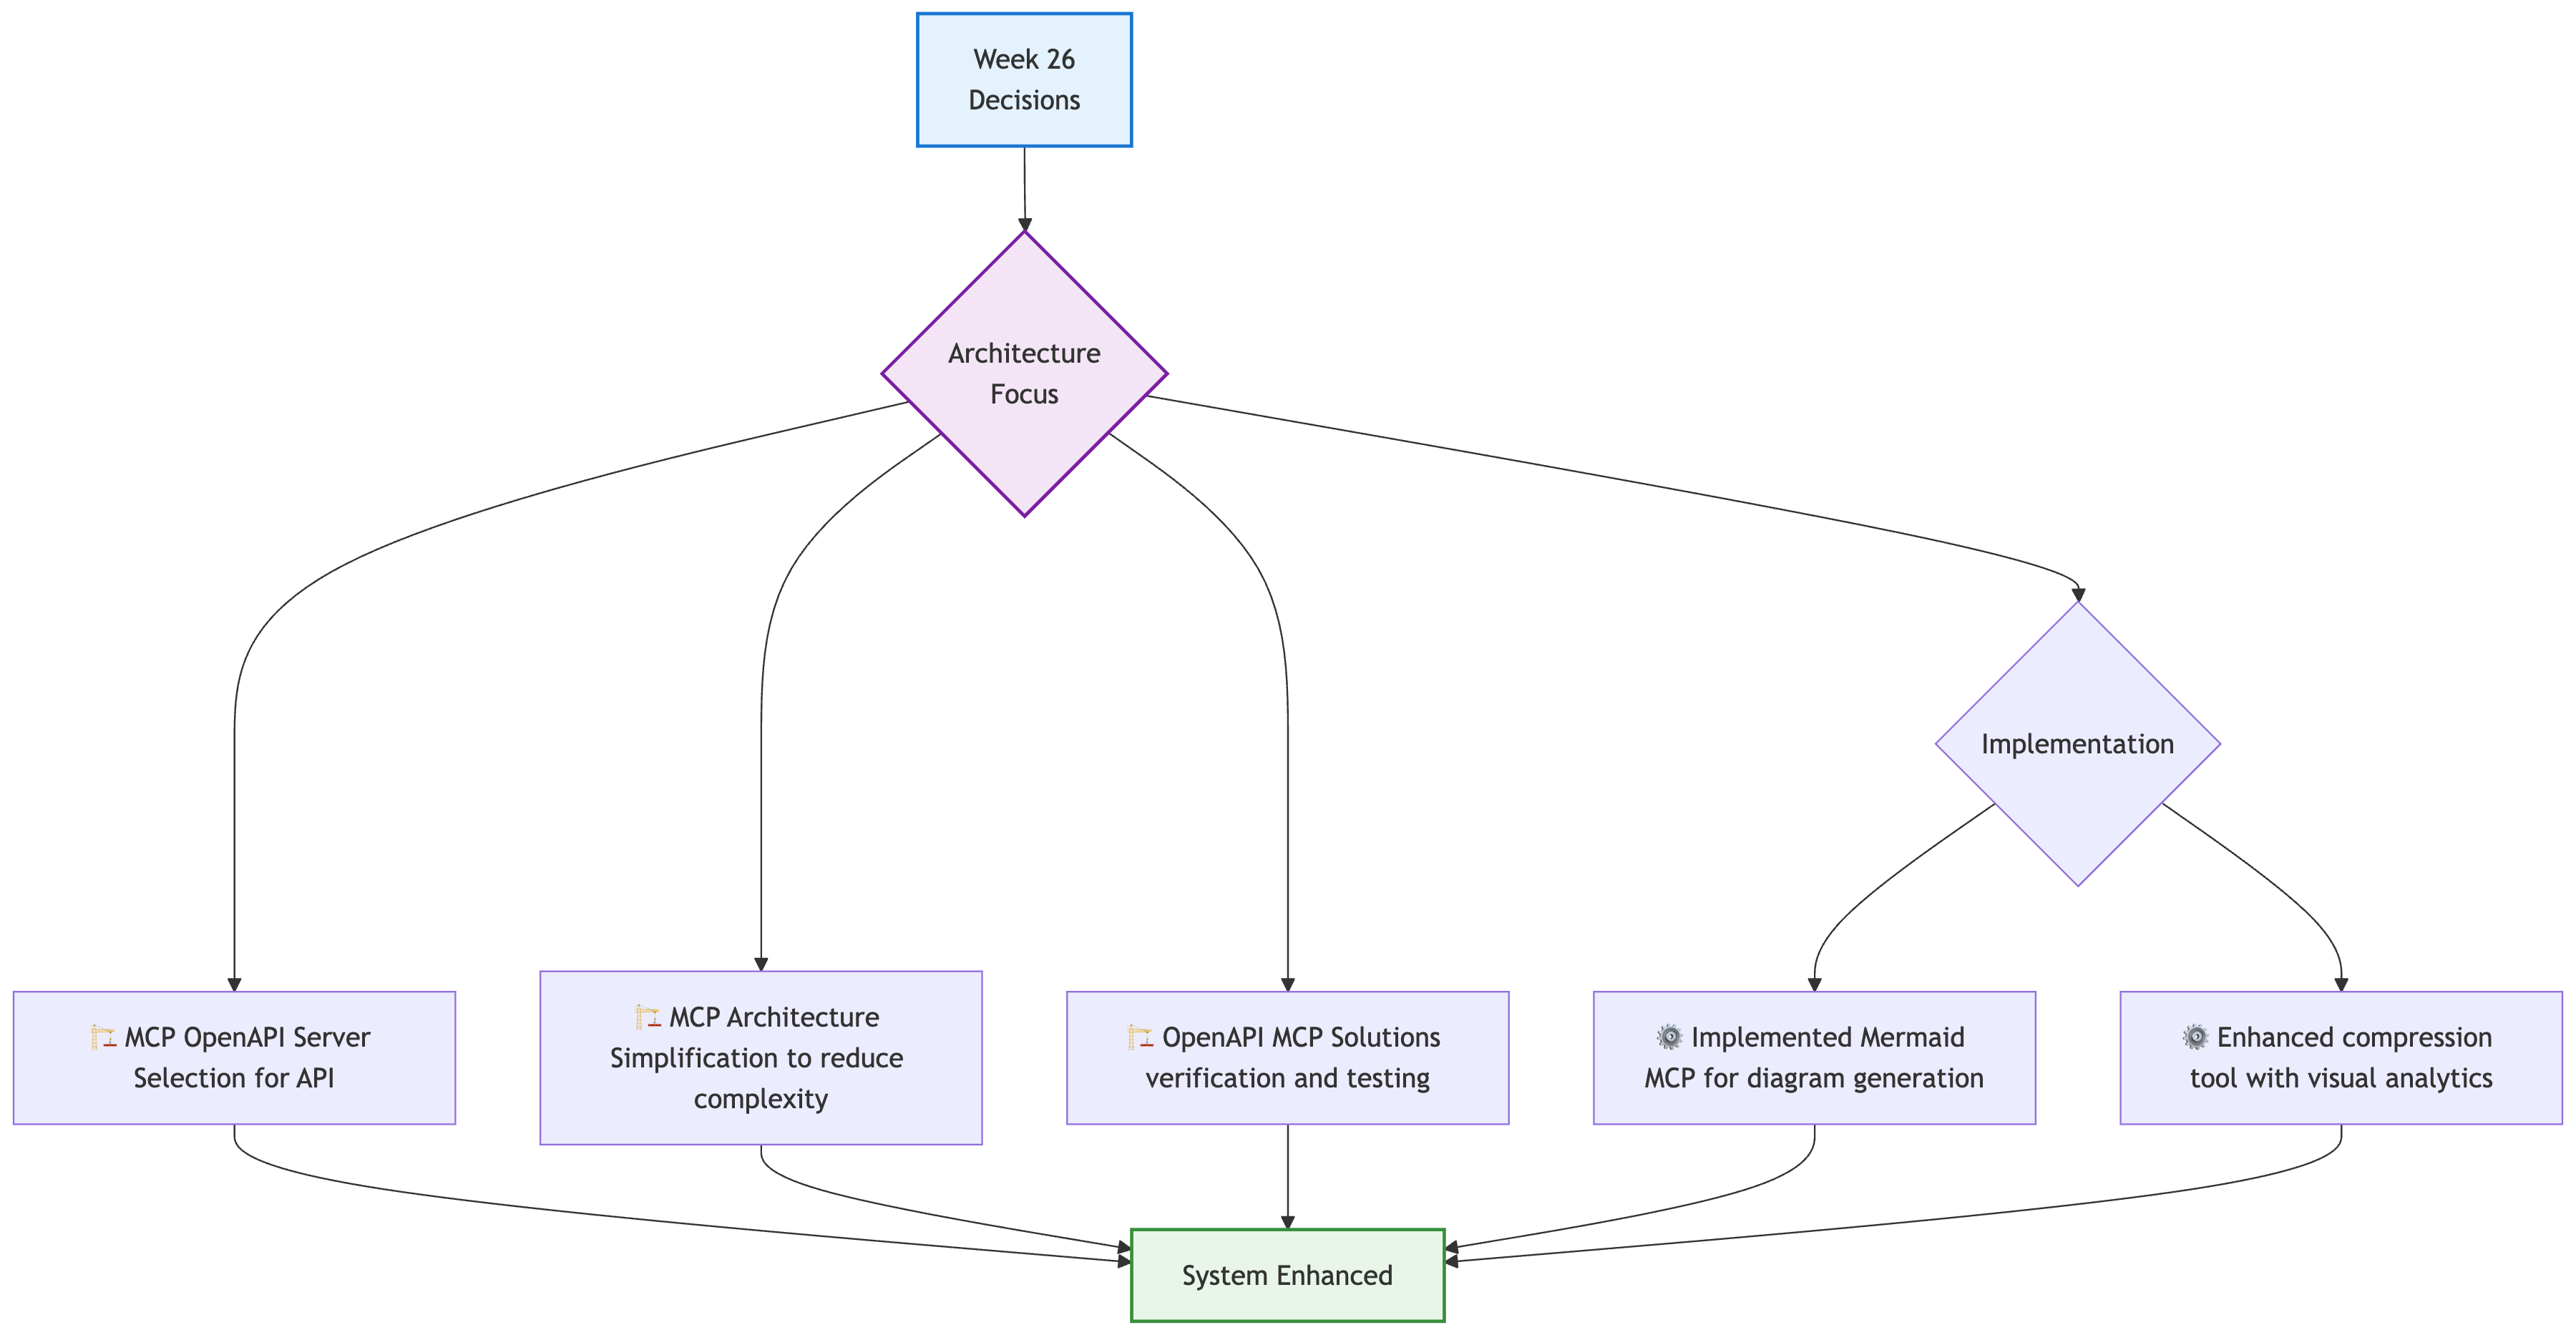 Week 26
Decisions
Architecture
Focus
Implementation
🏗️ MCP OpenAPI Server
Selection for API
🏗️ MCP Architecture
Simplification to reduce
complexity
🏗️ OpenAPI MCP Solutions
verification and testing
⚙️ Implemented Mermaid
MCP for diagram generation
⚙️ Enhanced compression
tool with visual analytics
System Enhanced